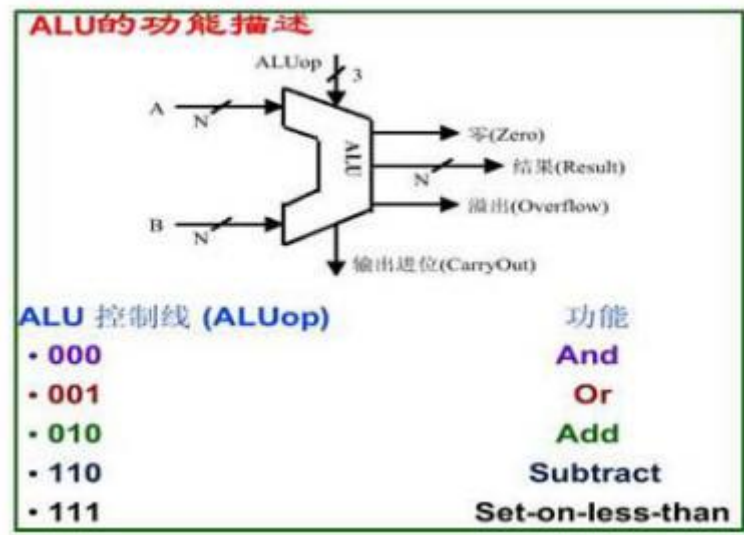 ALU的功能描述
ALUop
3
A
N
零(Zero)
ALU
结果(Result)
N
B
N
溢出(Overflow)
输出进位(CarryOut)
ALU 控制线 (ALUop) 功能
· 000 And
· 001 Or
· 010 Add
· 110 Subtract
· 111 Set-on-less-than